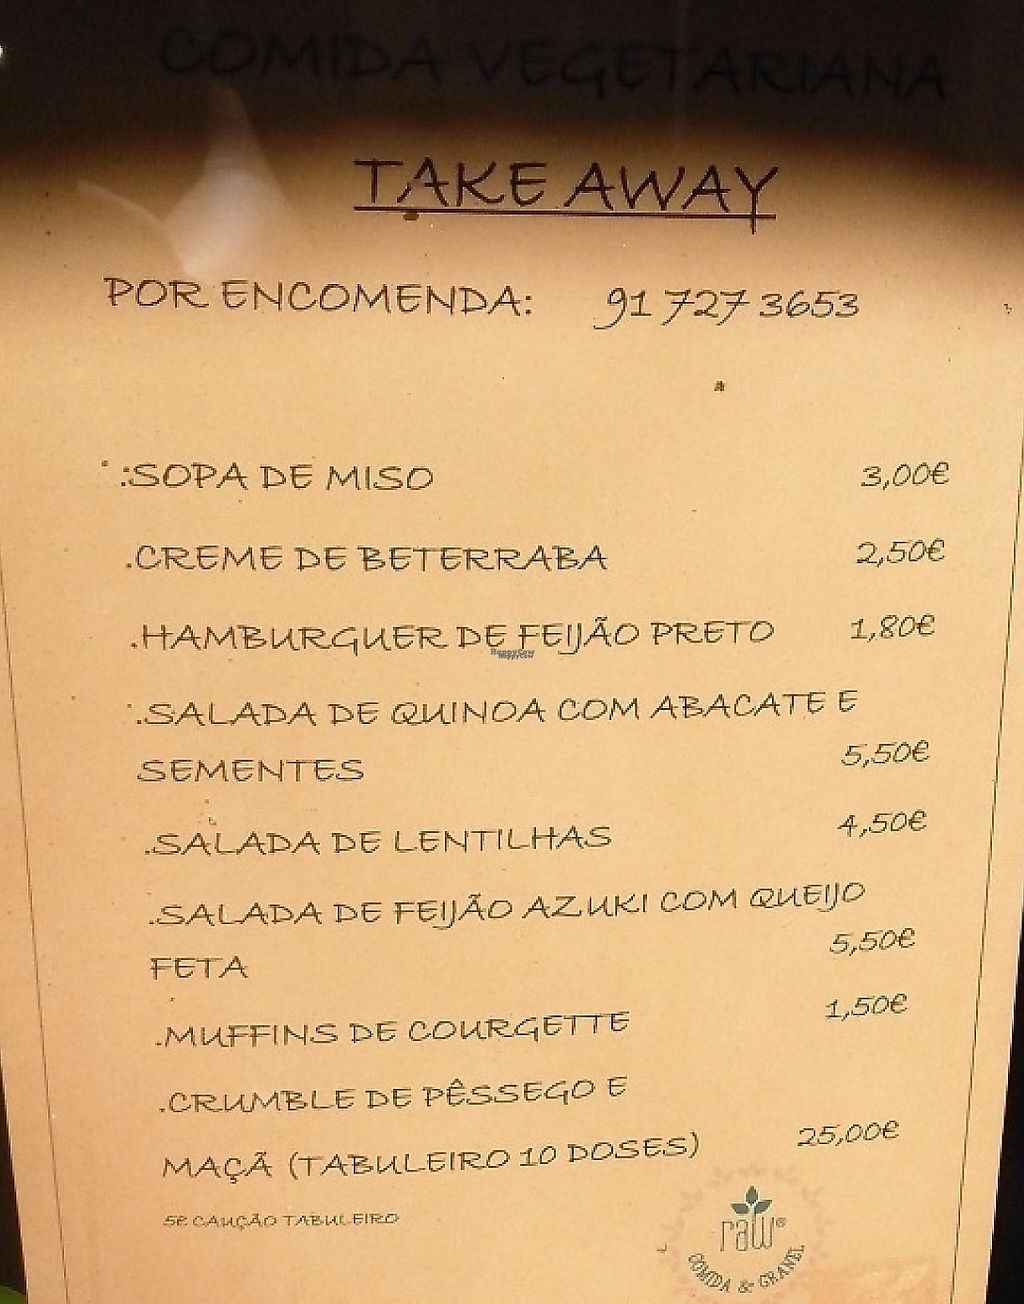 COMIDA VEGETARIANA
TAKE AWAY
POR ENCOMENDA: 91 727 3653
.:SOPA DE MISO 3,00€
.CREME DE BETERRABA 2,50€
.HAMBURGUER DE FEIJÃO PRETO 1,80€
HappyCow
HappyCow
.SALADA DE QUINOA COM ABACATE E
SEMENTES 5,50€
.SALADA DE LENTILHAS 4,50€
.SALADA DE FEIJÃO AZUKI COM QUEIJO
FETA 5,50€
.MUFFINS DE COURGETTE 1,50€
.CRUMBLE DE PÊSSEGO E
MAÇÃ (TABULEIRO 10 DOSES) 25,00€
5€ CAUÇÃO TABULEIRO
raw®
COMIDA & GRANEL